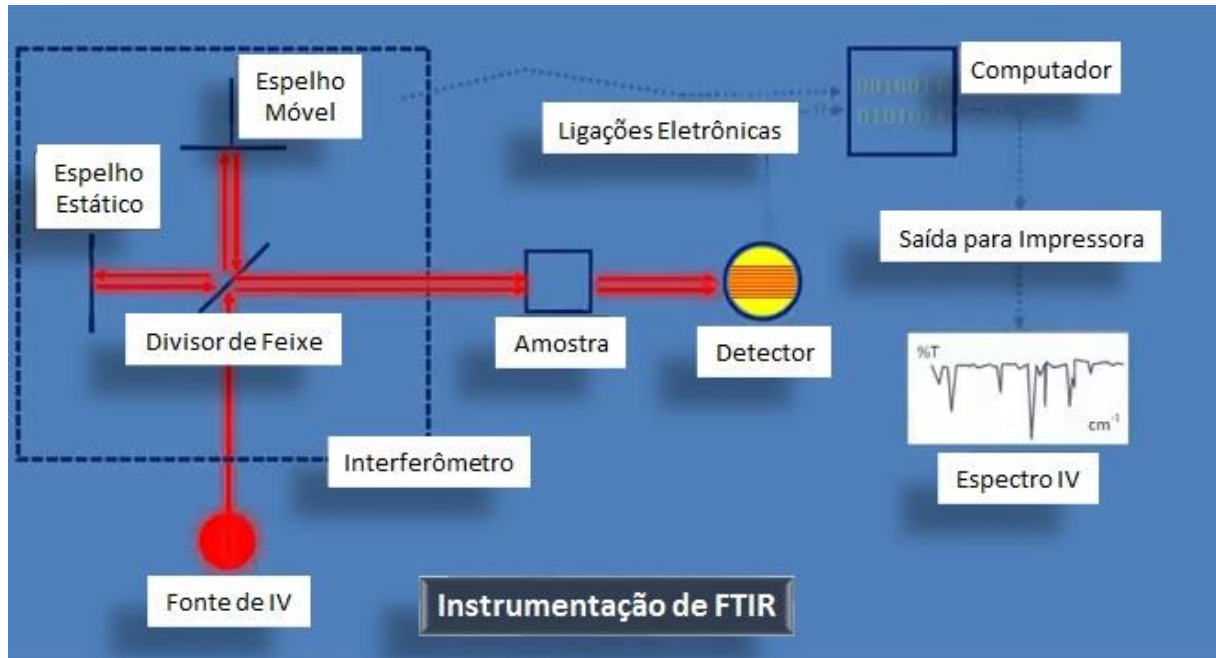 Espelho
Móvel
Computador
Ligações Eletrônicas
Espelho
Estático
Saída para Impressora
Divisor de Feixe
Amostra
Detector
%T
cm-1
Interferômetro
Espectro IV
Fonte de IV
Instrumentação de FTIR